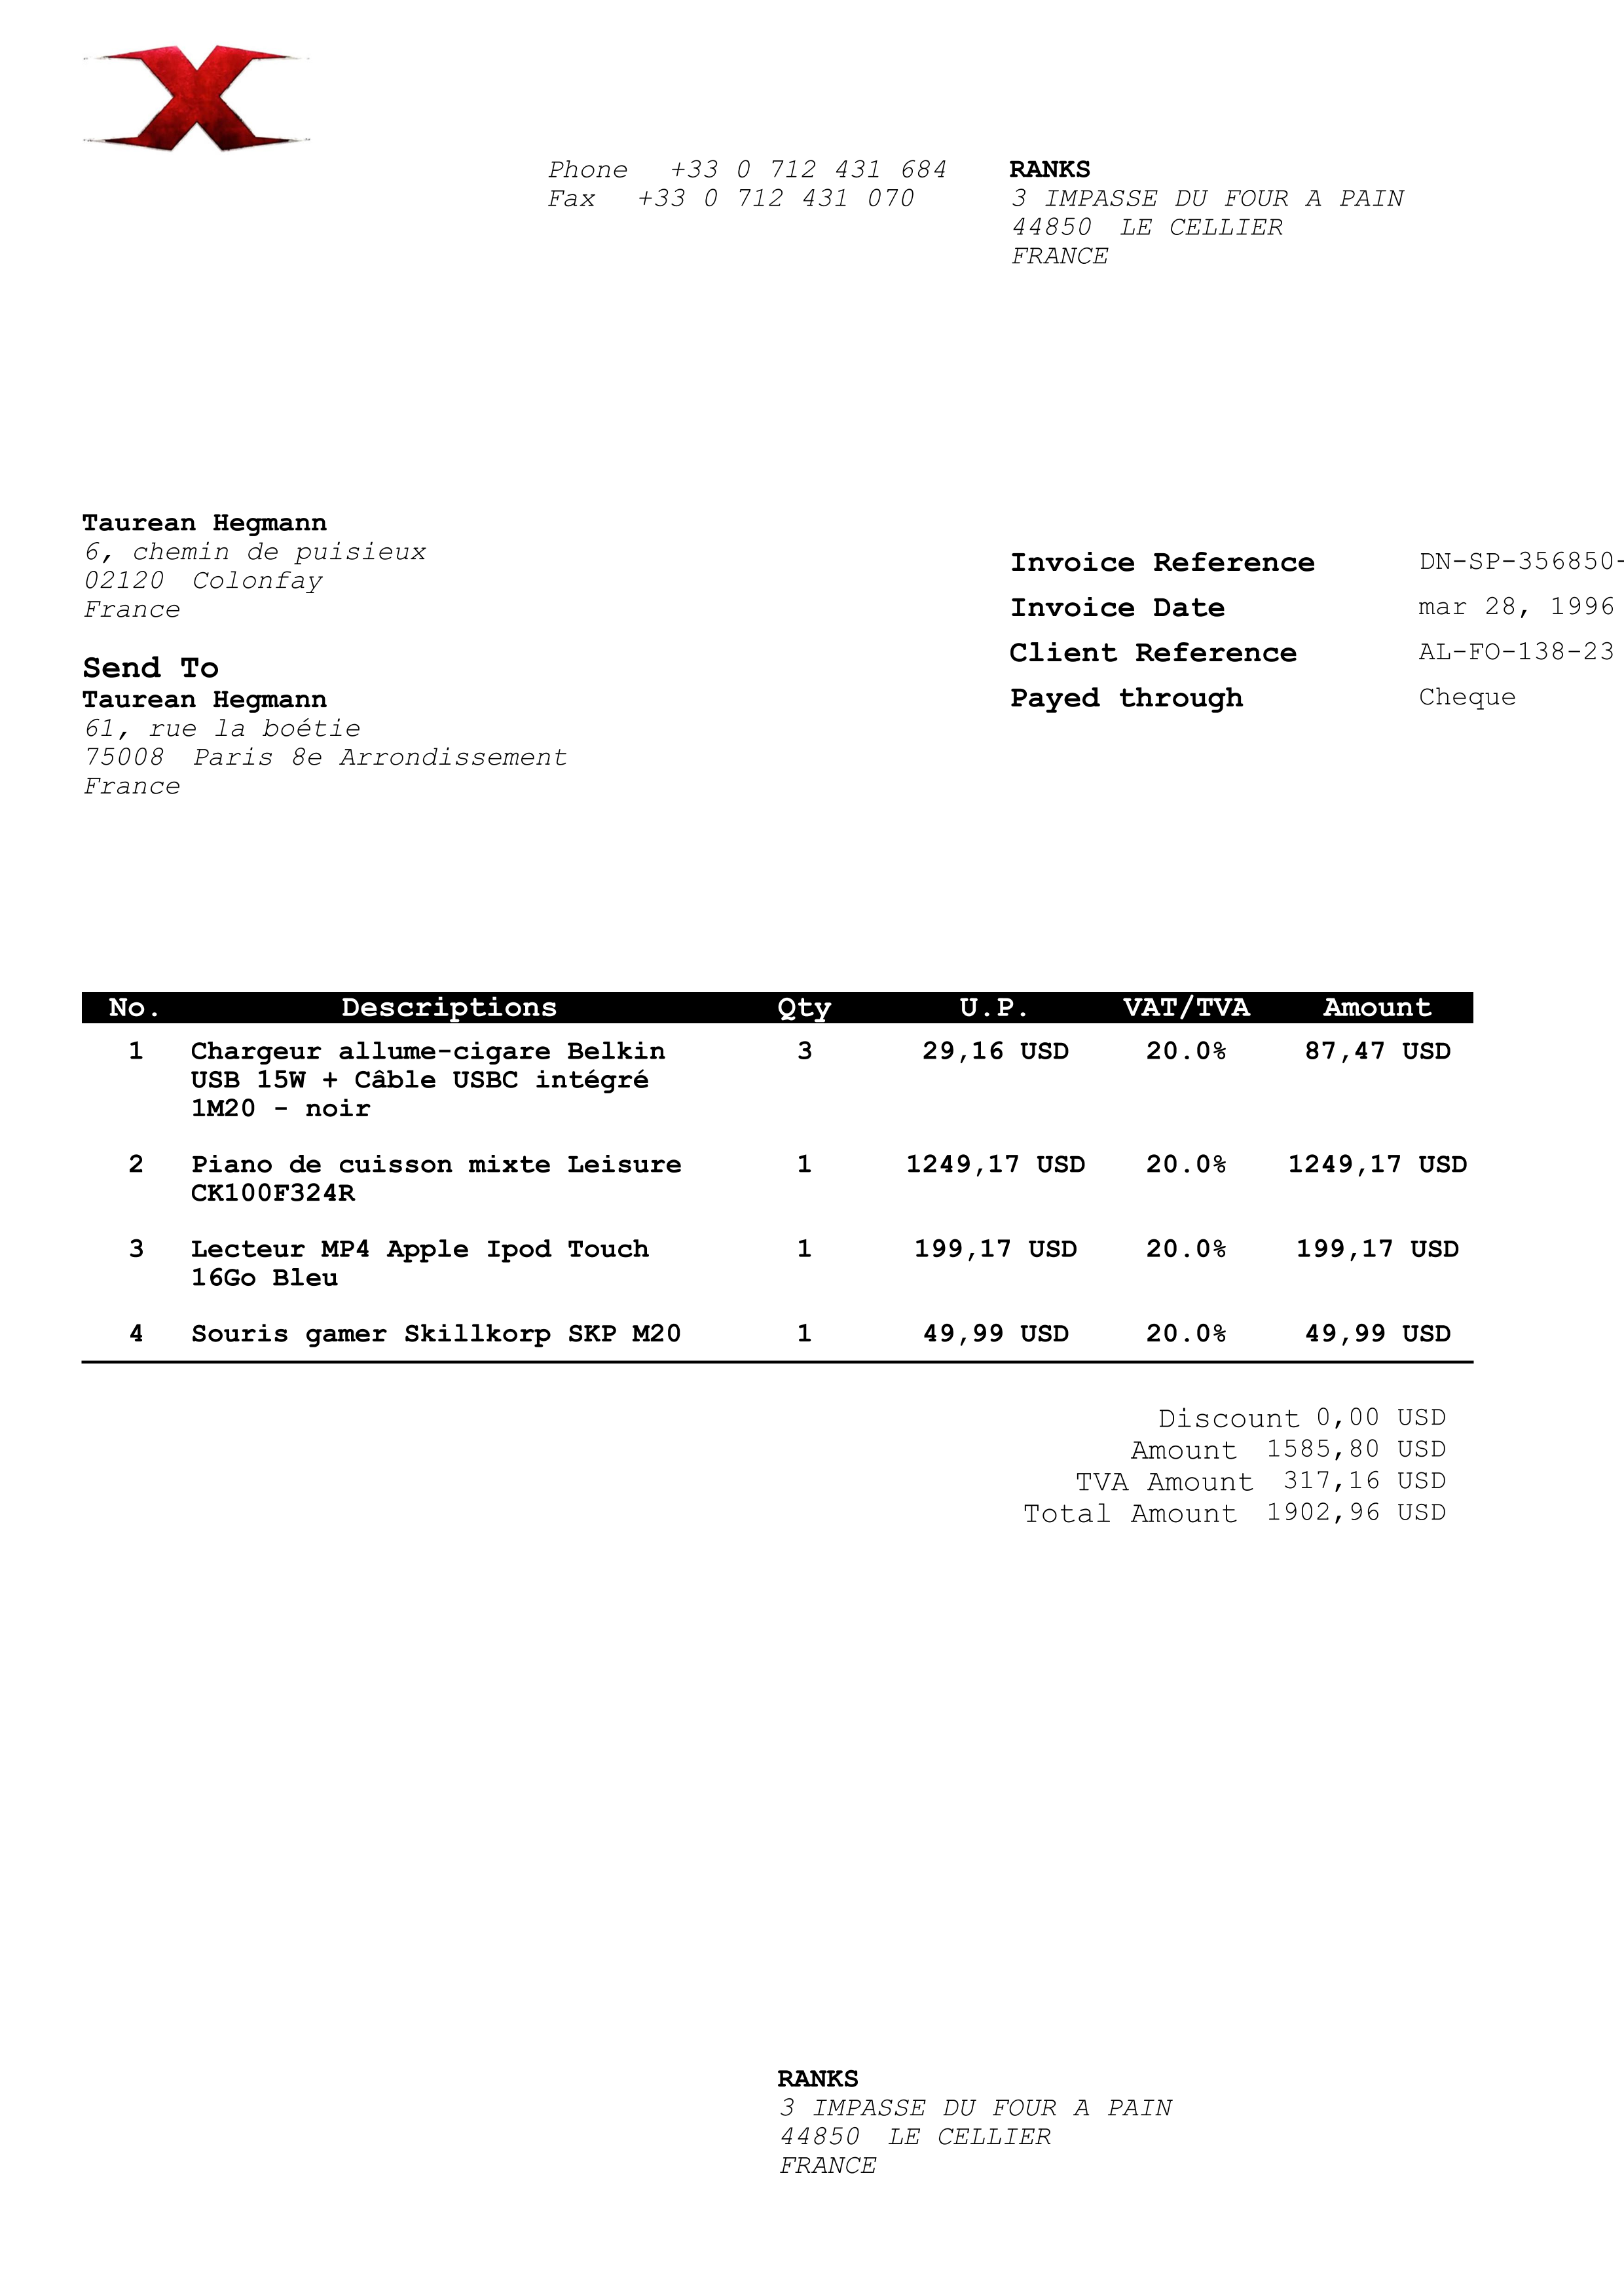 X
Phone +33 0 712 431 684
Fax +33 0 712 431 070
RANKS
3 IMPASSE DU FOUR A PAIN
44850 LE CELLIER
FRANCE
Taurean Hegmann
6, chemin de puisieux
02120 Colonfay
France
Send To
Taurean Hegmann
61, rue la boétie
75008 Paris 8e Arrondissement
France
Invoice Reference DN-SP-356850-
Invoice Date mar 28, 1996
Client Reference AL-FO-138-23
Payed through Cheque
No. Descriptions Qty U.P. VAT/TVA Amount
1 Chargeur allume-cigare Belkin 3 29,16 USD 20.0% 87,47 USD
USB 15W + Câble USBC intégré
1M20 - noir
2 Piano de cuisson mixte Leisure 1 1249,17 USD 20.0% 1249,17 USD
CK100F324R
3 Lecteur MP4 Apple Ipod Touch 1 199,17 USD 20.0% 199,17 USD
16Go Bleu
4 Souris gamer Skillkorp SKP M20 1 49,99 USD 20.0% 49,99 USD
Discount 0,00 USD
Amount 1585,80 USD
TVA Amount 317,16 USD
Total Amount 1902,96 USD
RANKS
3 IMPASSE DU FOUR A PAIN
44850 LE CELLIER
FRANCE